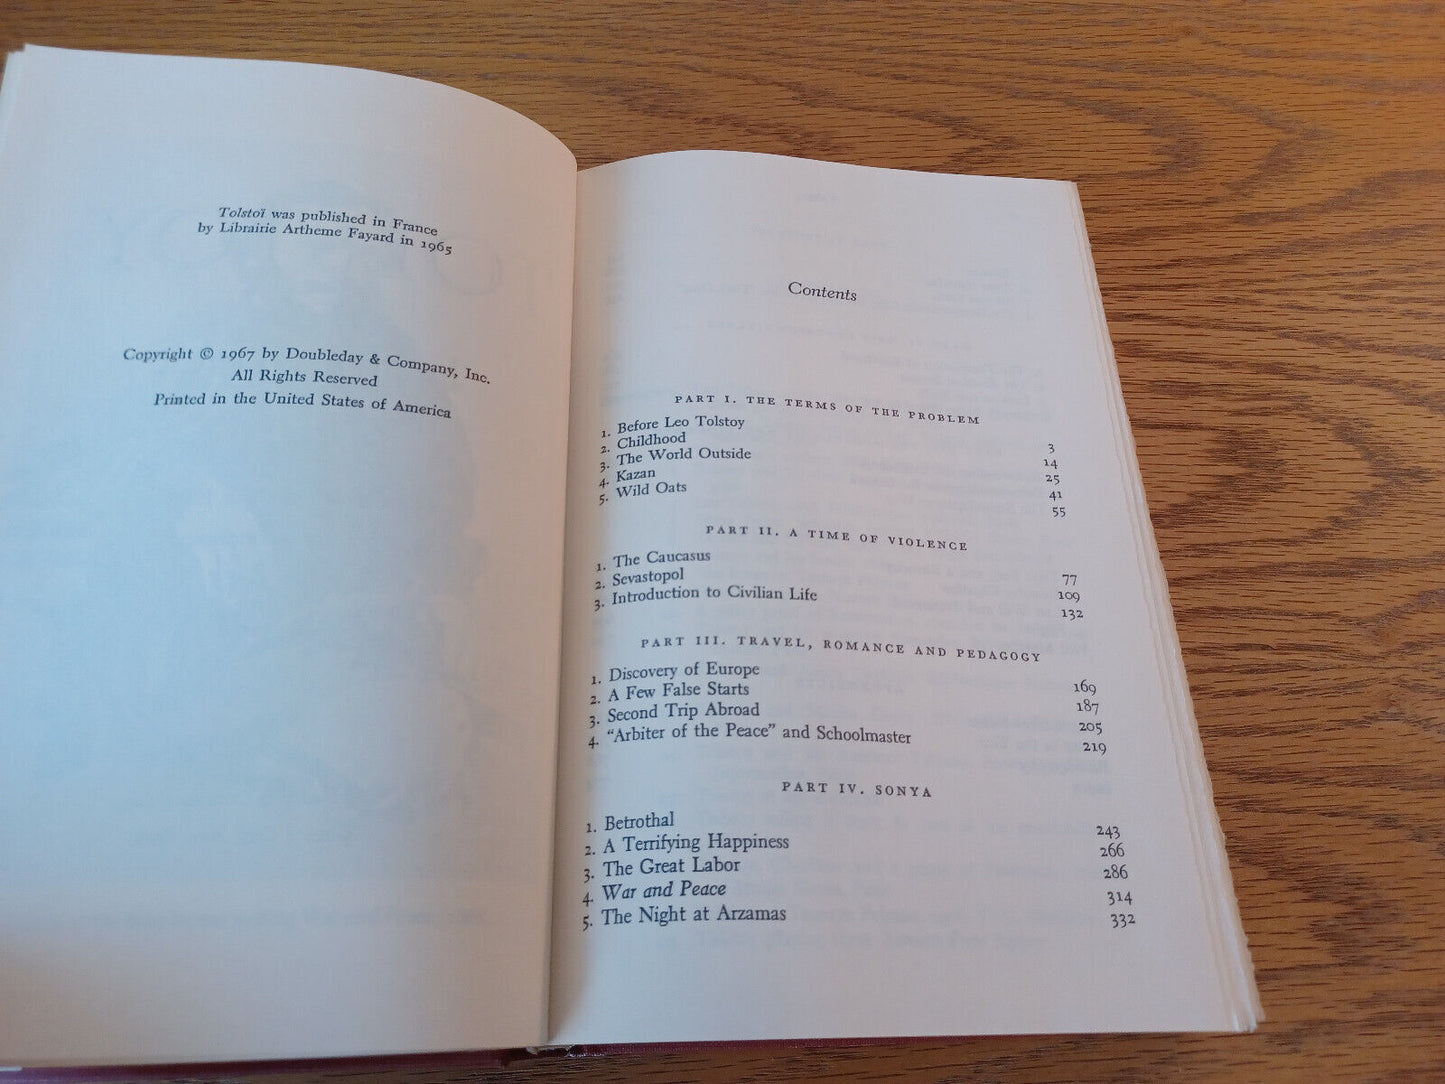 Tolstoï was published in France
by Librairie Artheme Fayard in 1965
Copyright © 1967 by Doubleday & Company, Inc.
All Rights Reserved
Printed in the United States of America
Contents
PART I. THE TERMS OF THE PROBLEM
1. Before Leo Tolstoy 3
2. Childhood 14
3. The World Outside 25
4. Kazan 41
5. Wild Oats 55
PART II. A TIME OF VIOLENCE
1. The Caucasus 77
2. Sevastopol 109
3. Introduction to Civilian Life 132
PART III. TRAVEL, ROMANCE AND PEDAGOGY
1. Discovery of Europe 169
2. A Few False Starts 187
3. Second Trip Abroad 205
4. "Arbiter of the Peace" and Schoolmaster 219
PART IV. SONYA
1. Betrothal 243
2. A Terrifying Happiness 266
3. The Great Labor 286
4. War and Peace 314
5. The Night at Arzamas 332